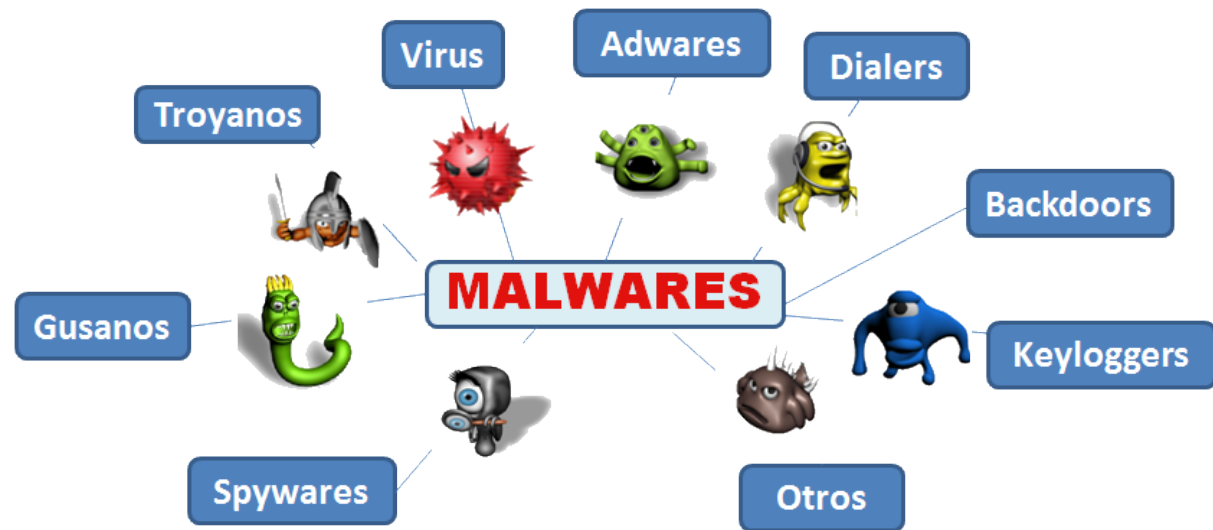 Virus
Adwares
Dialers
Troyanos
Backdoors
MALWARES
Gusanos
Keyloggers
Spywares
Otros